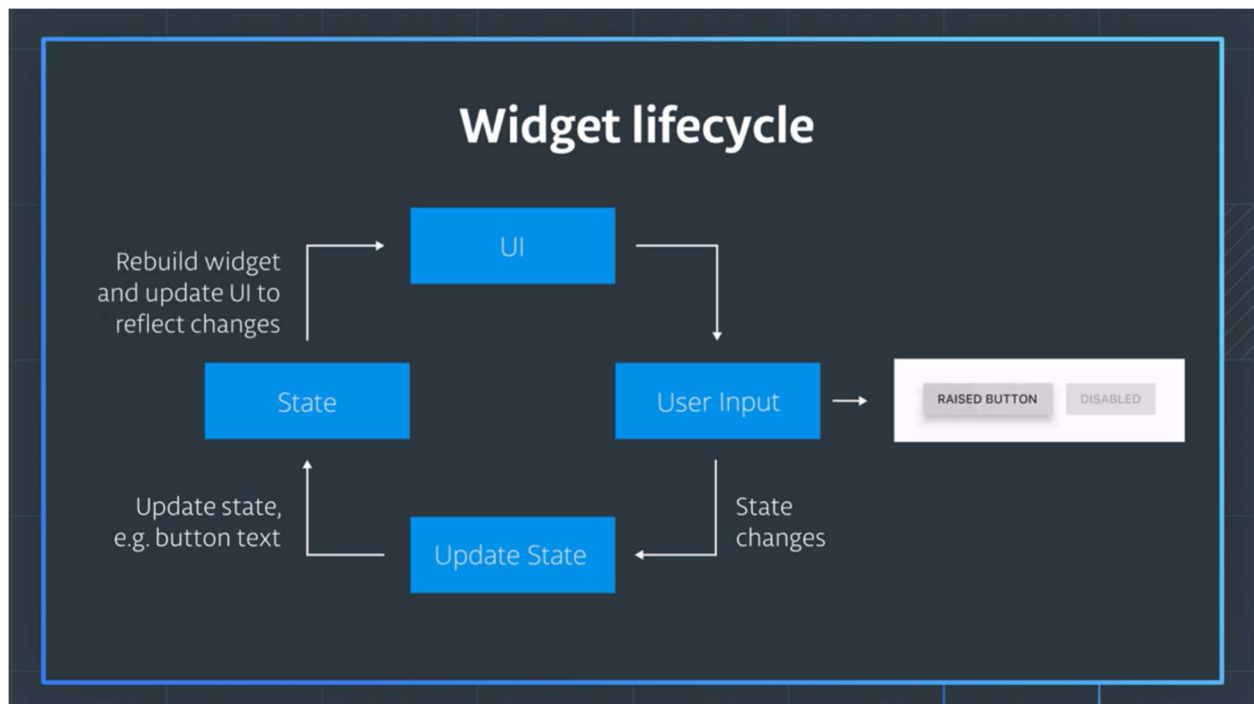 Widget lifecycle
UI
Rebuild widget
and update UI to
reflect changes
State
User Input
RAISED BUTTON
DISABLED
Update state,
e.g. button text
State
changes
Update State